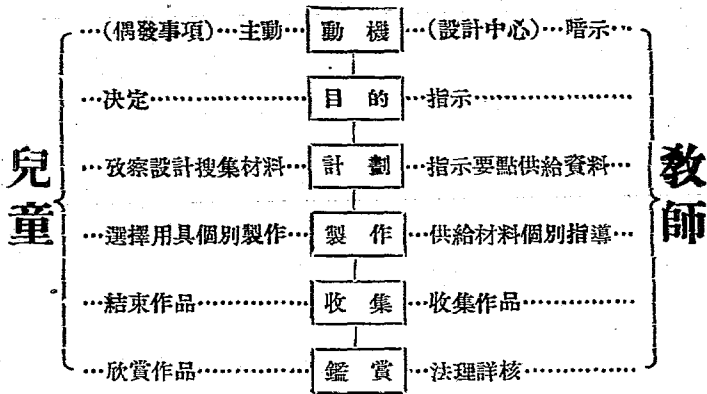 兒童
教師
…(偶發事項)…主動…動機…(設計中心)…暗示…
…決定…目的…指示…
…攷察設計搜集材料…計劃…指示要點供給資料…
…選擇用具個別製作…製作…供給材料個別指導…
…結束作品…收集…收集作品…
…欣賞作品…鑑賞…法理詳核…